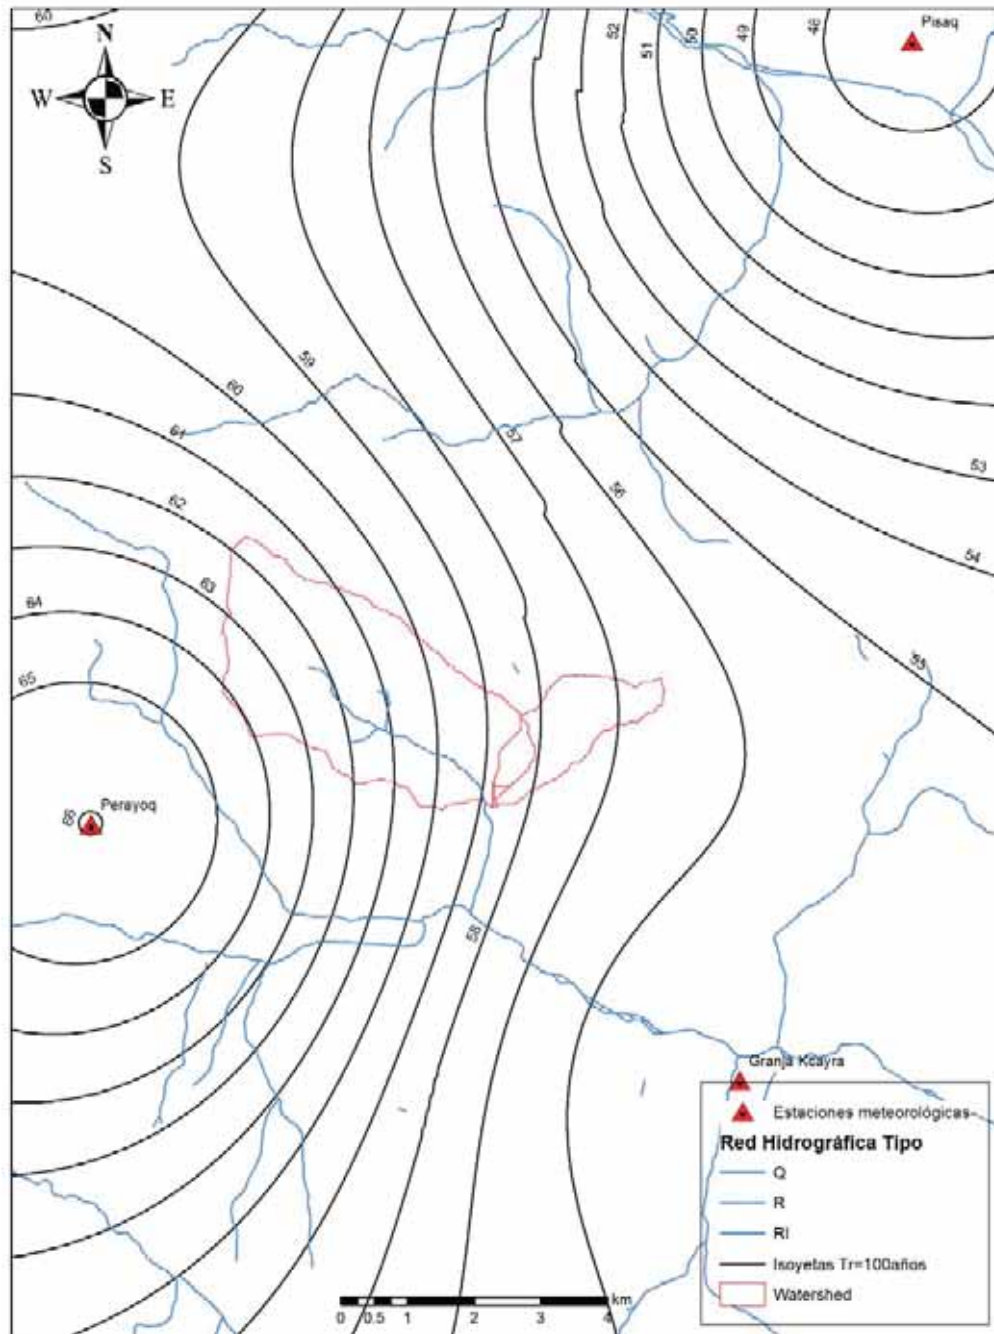 60
N
W E
S
52
51
50
49
48
Pisaq
59
60
57
61
56
53
62
54
63
64
55
65
66
Perayoq
58
Granja Kcayra
Estaciones meteorológicas
Red Hidrográfica Tipo
Q
R
RI
Isoyetas Tr=100años
Watershed
km
0 0.5 1 2 3 4